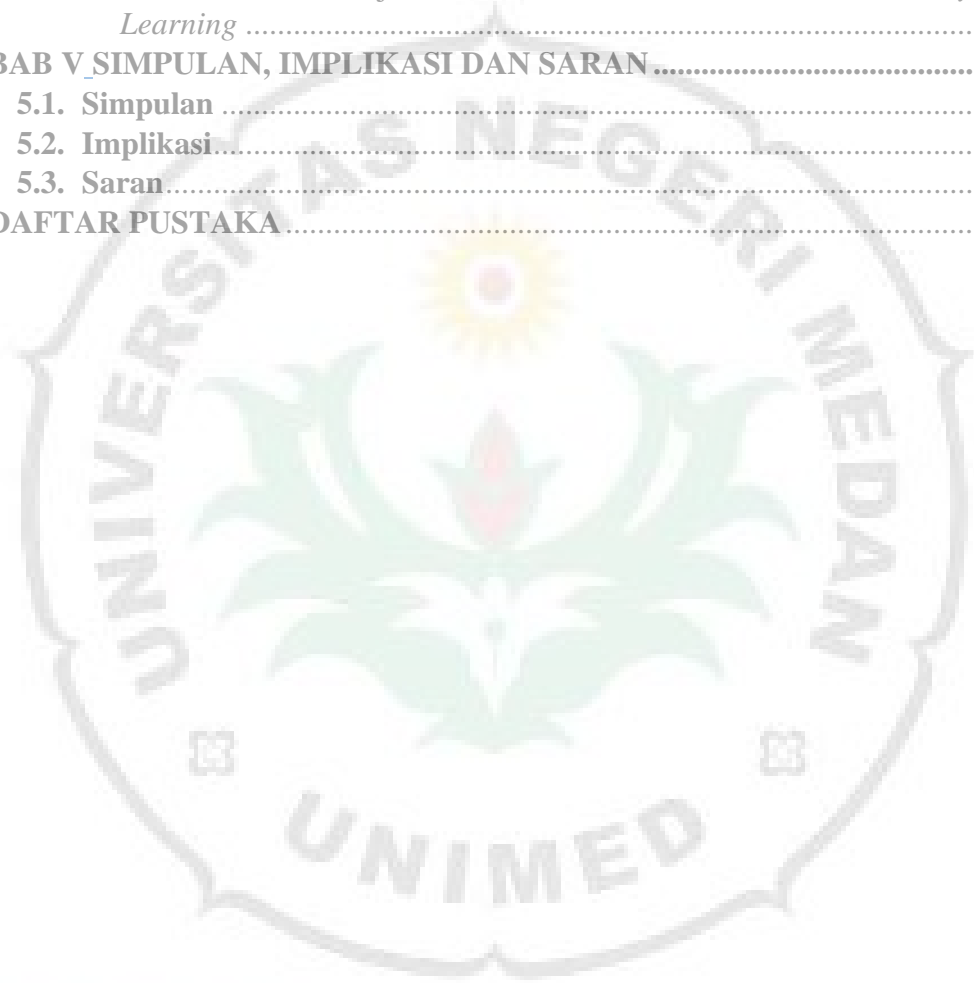 Learning ........................................................................................
BAB V SIMPULAN, IMPLIKASI DAN SARAN ....................................
5.1. Simpulan ...................................................................................
5.2. Implikasi....................................................................................
5.3. Saran..........................................................................................
DAFTAR PUSTAKA................................................................................
UNIVERSITAS NEGERI MEDAN
UNIMED